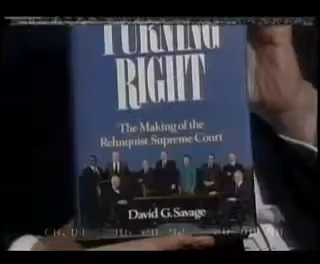 TURNING
RIGHT
The Making of the
Rehnquist Supreme Court
David G. Savage